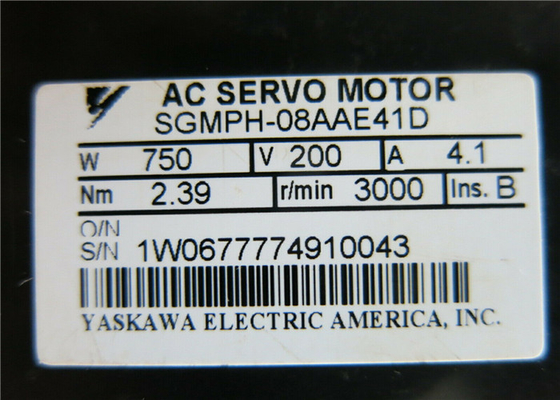 AC SERVO MOTOR
SGMPH-08AAE41D
W 750 V 200 A 4.1
Nm 2.39 r/min 3000 Ins. B
O/N
S/N 1W0677774910043
YASKAWA ELECTRIC AMERICA, INC.